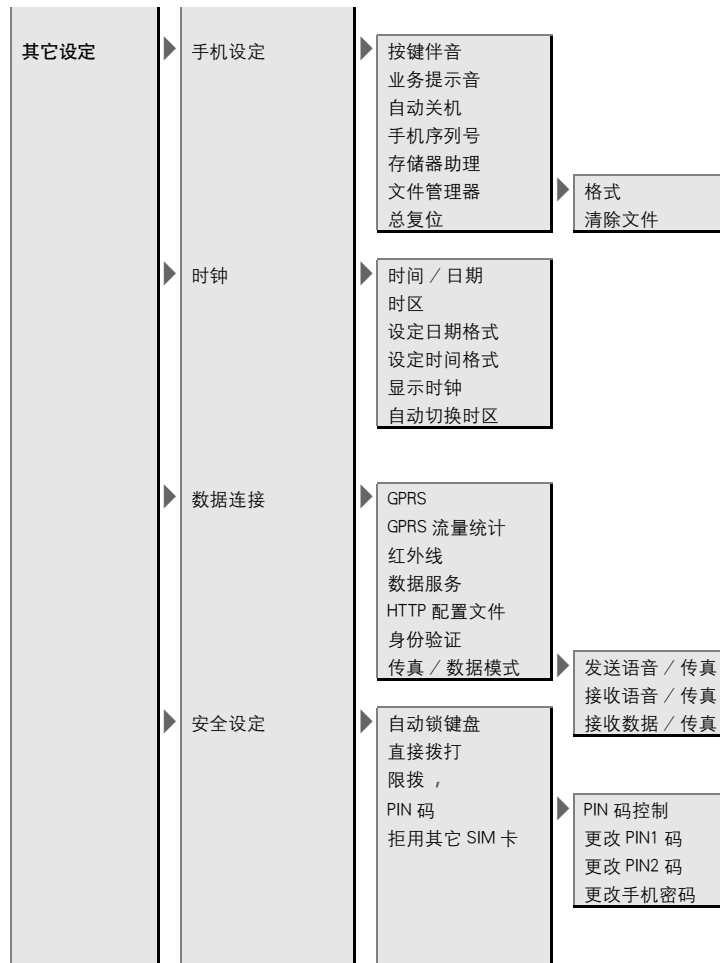 其它设定
手机设定
按键伴音
业务提示音
自动关机
手机序列号
存储器助理
文件管理器
总复位
格式
清除文件
时钟
时间 / 日期
时区
设定日期格式
设定时间格式
显示时钟
自动切换时区
数据连接
GPRS
GPRS 流量统计
红外线
数据服务
HTTP 配置文件
身份验证
传真 / 数据模式
发送语音 / 传真
接收语音 / 传真
接收数据 / 传真
安全设定
自动锁键盘
直接拨打
限拨 ,
PIN 码
拒用其它 SIM 卡
PIN 码控制
更改 PIN1 码
更改 PIN2 码
更改手机密码